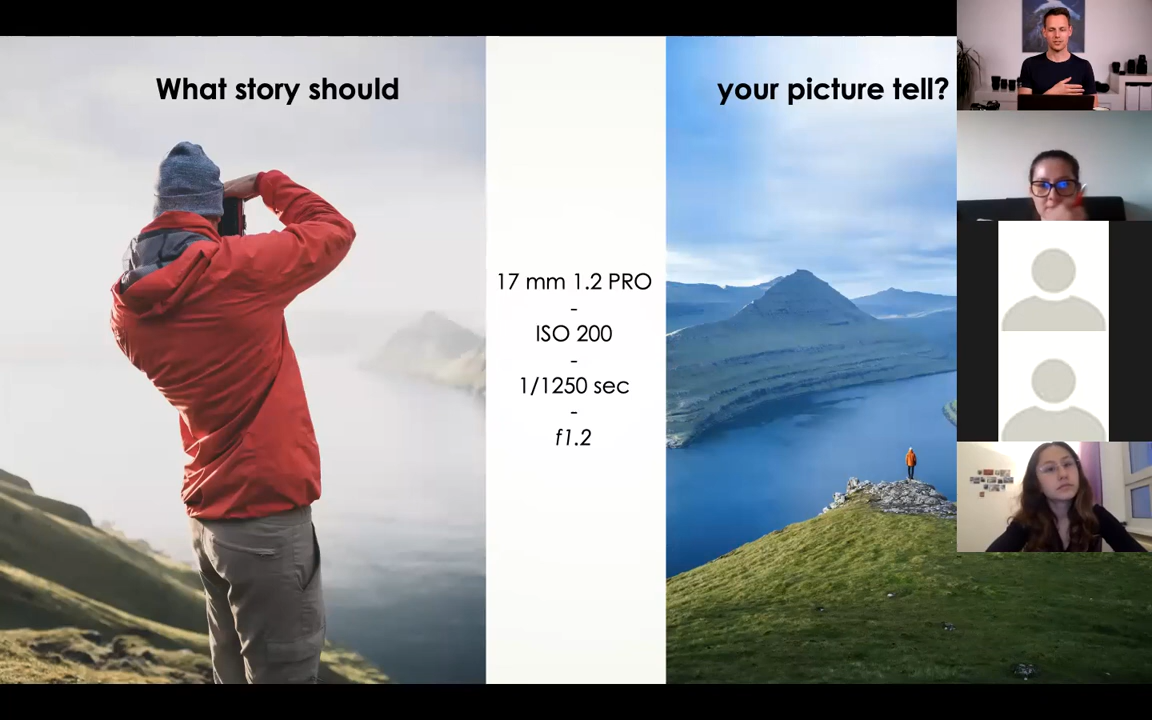 What story should
your picture tell?
17 mm 1.2 PRO
-
ISO 200
-
1/1250 sec
-
f1.2